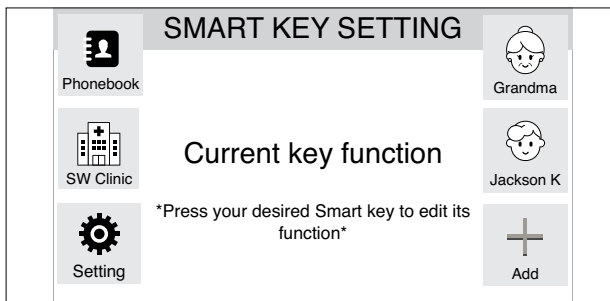 SMART KEY SETTING
Phonebook
Grandma
SW Clinic
Current key function
Jackson K
*Press your desired Smart key to edit its
function*
Setting
Add